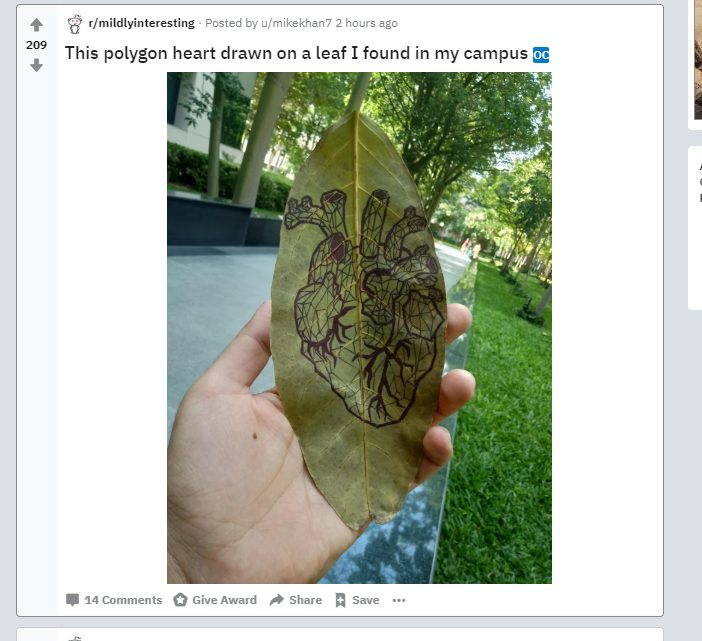 r/mildlyinteresting · Posted by u/mikekhan7 2 hours ago
209
This polygon heart drawn on a leaf I found in my campus OC
14 Comments Give Award Share Save ...